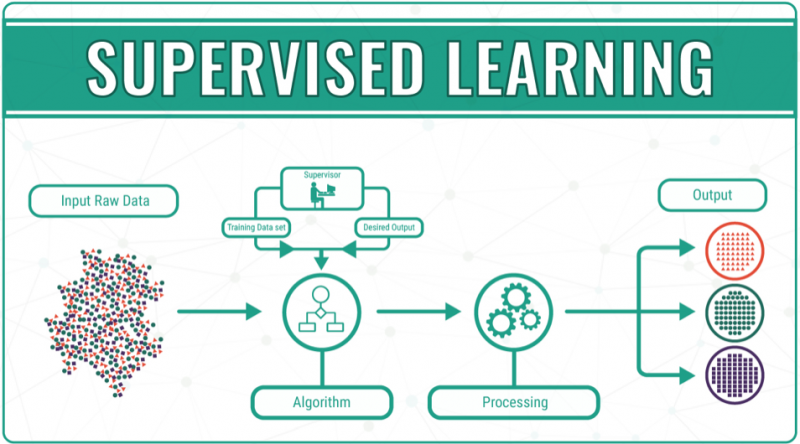 SUPERVISED LEARNING
Supervisor
Input Raw Data
Output
Training Data set
Desired Output
Algorithm
Processing